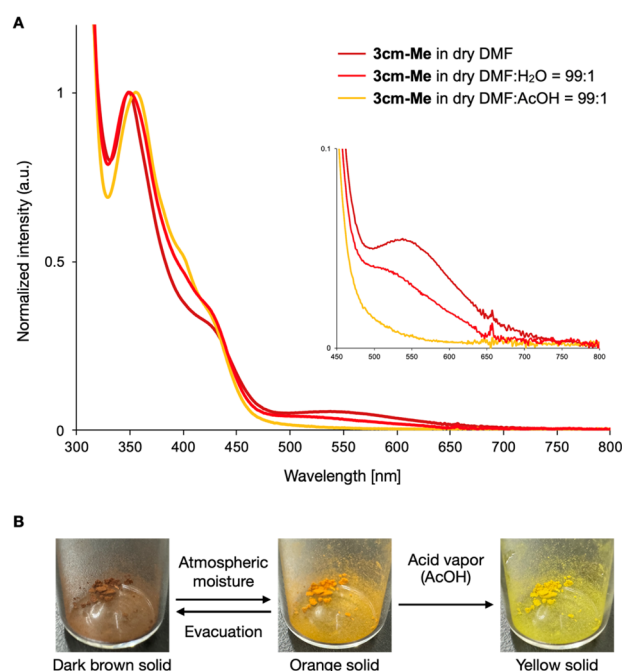 A
3cm-Me in dry DMF
3cm-Me in dry DMF:H₂O = 99:1
3cm-Me in dry DMF:AcOH = 99:1
Normalized intensity (a.u.)
1
0.5
0
0.1
0
450 500 550 600 650 700 750 800
300 350 400 450 500 550 600 650 700 750 800
Wavelength [nm]
B
Atmospheric
moisture
Evacuation
Acid vapor
(AcOH)
Dark brown solid
Orange solid
Yellow solid